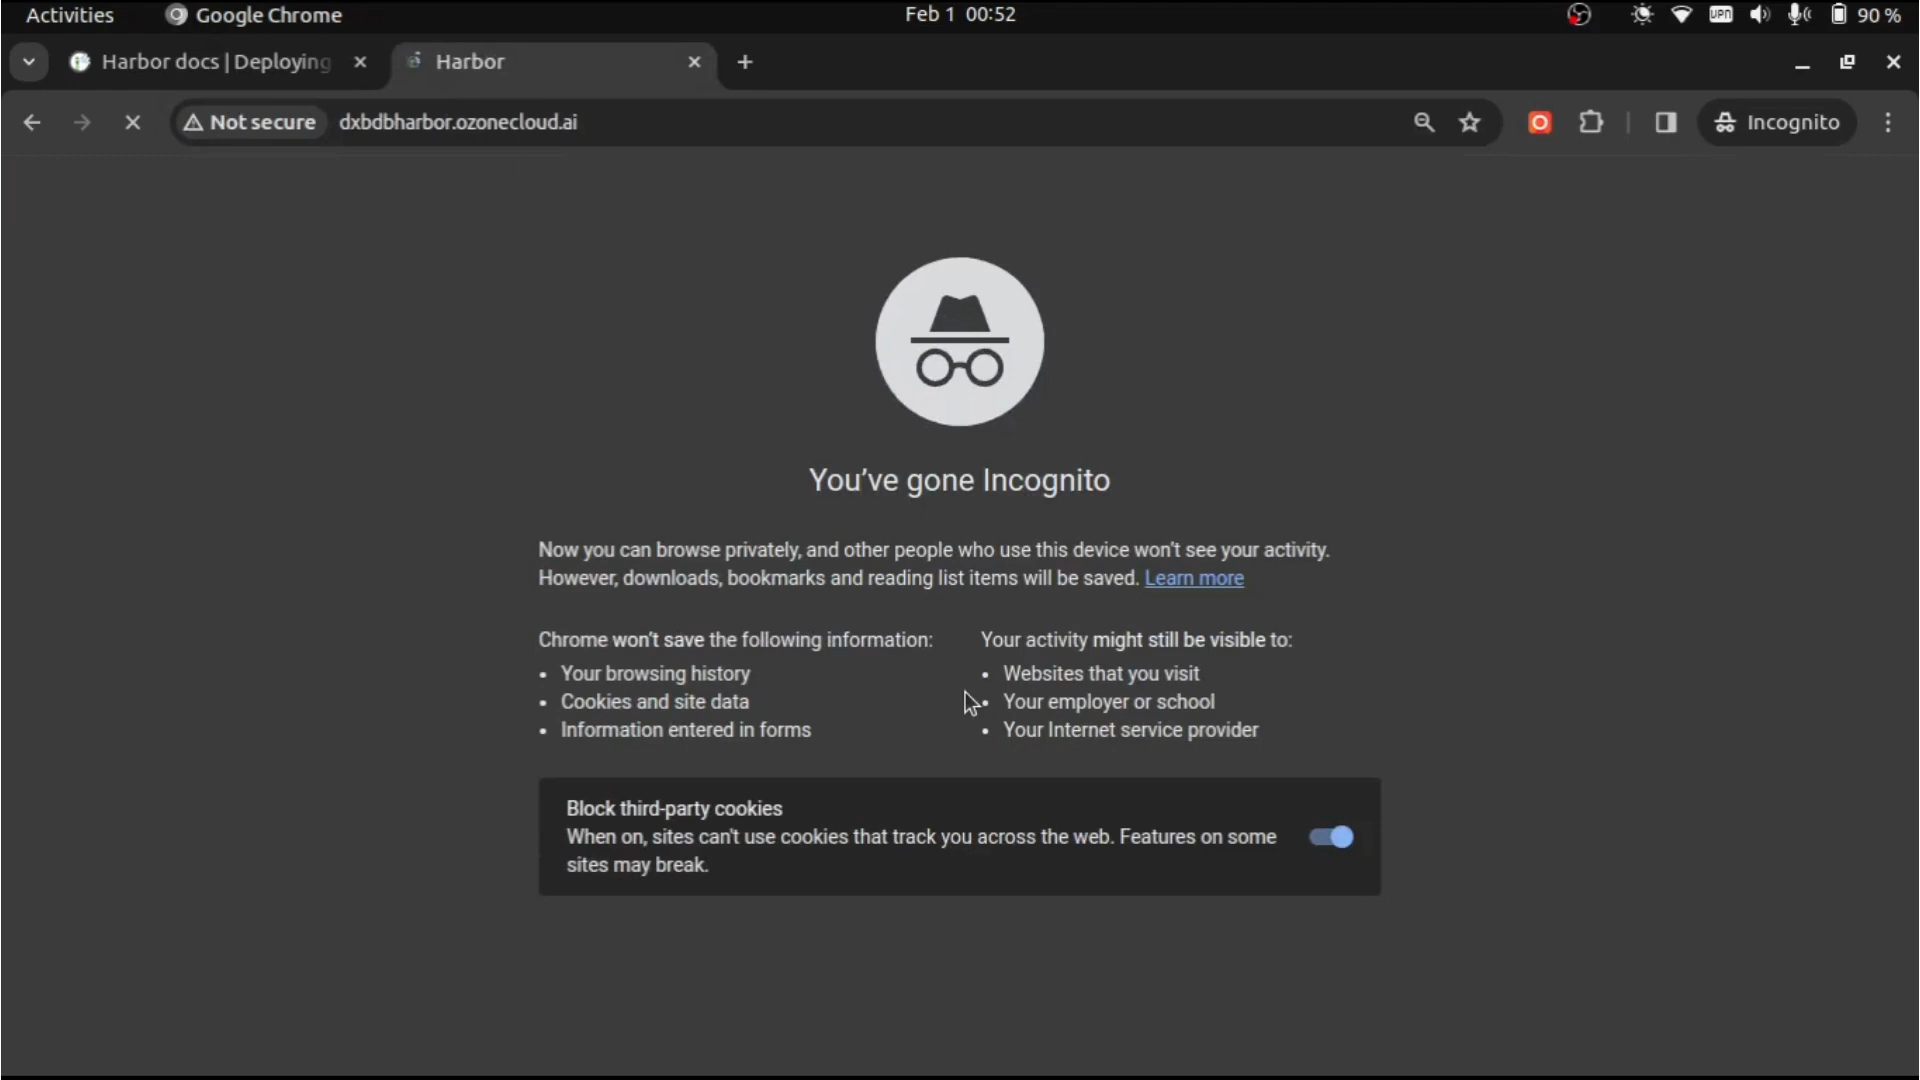 Activities Google Chrome Feb 1 00:52 VPN 90 %
Harbor docs | Deploying Harbor
Not secure dxbdbharbor.ozonecloud.ai Incognito
You've gone Incognito
Now you can browse privately, and other people who use this device won't see your activity.
However, downloads, bookmarks and reading list items will be saved. Learn more
Chrome won't save the following information:
• Your browsing history
• Cookies and site data
• Information entered in forms
Your activity might still be visible to:
• Websites that you visit
• Your employer or school
• Your Internet service provider
Block third-party cookies
When on, sites can't use cookies that track you across the web. Features on some
sites may break.